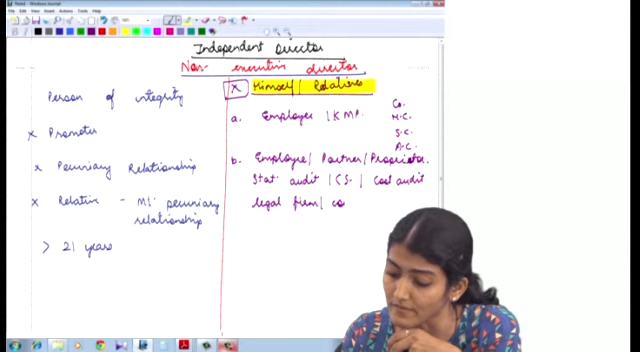 Independent Director
Non-executive director
Person of integrity
x Promoter
x Pecuniary Relationship
x Relative - pecuniary
relationship
> 21 years
x Himself / Relatives
a. Employee / KMP
Co.
H.C.
S.C.
A.C.
b. Employee / Partner / Proprietor
Stat. audit / CS. / Cost audit
legal firm / co